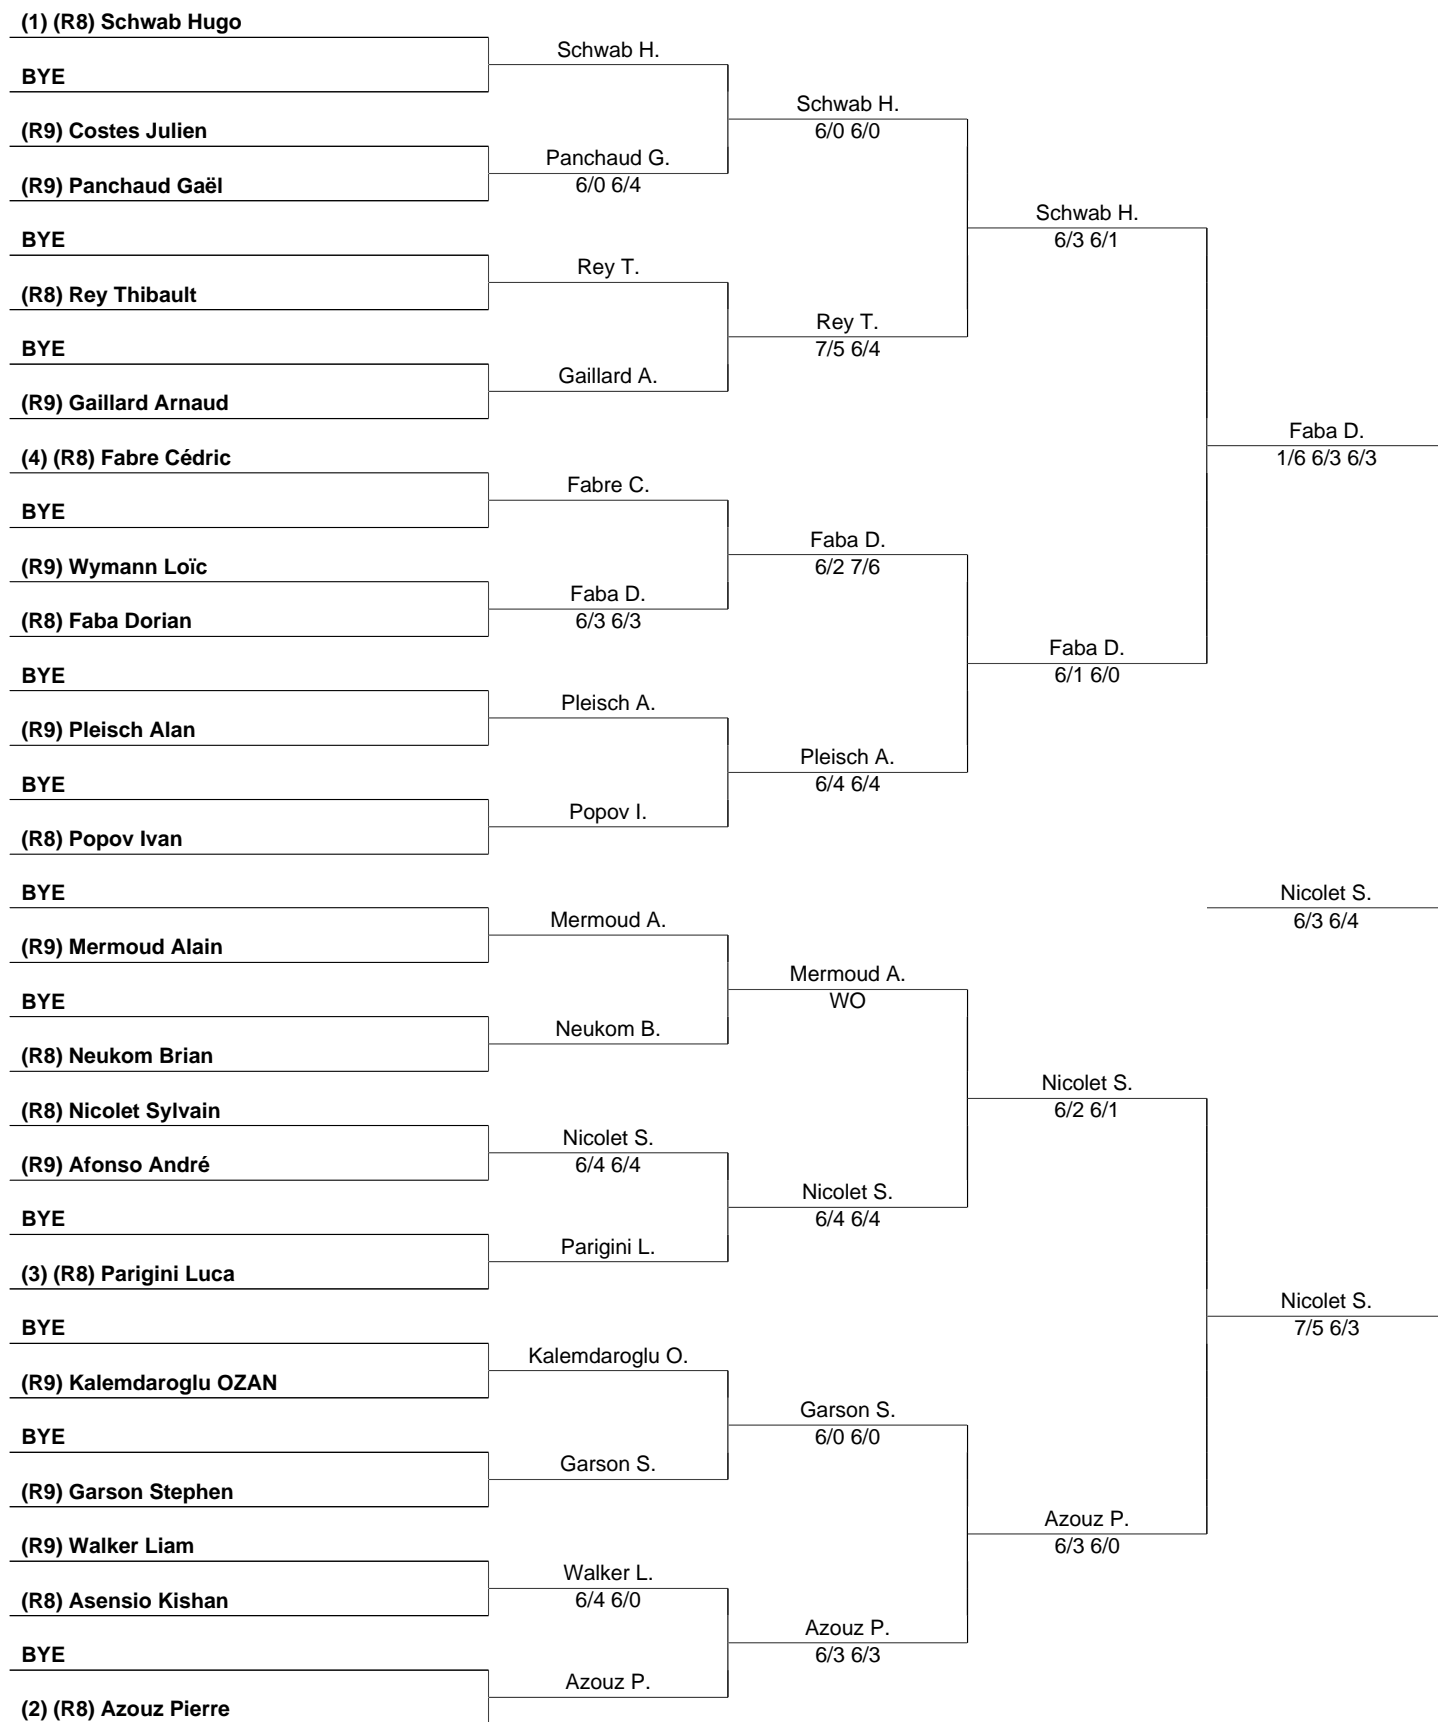 (1) (R8) Schwab Hugo
BYE
(R9) Costes Julien
(R9) Panchaud Gaël
BYE
(R8) Rey Thibault
BYE
(R9) Gaillard Arnaud
(4) (R8) Fabre Cédric
BYE
(R9) Wymann Loïc
(R8) Faba Dorian
BYE
(R9) Pleisch Alan
BYE
(R8) Popov Ivan
BYE
(R9) Mermoud Alain
BYE
(R8) Neukom Brian
(R8) Nicolet Sylvain
(R9) Afonso André
BYE
(3) (R8) Parigini Luca
BYE
(R9) Kalemdaroglu OZAN
BYE
(R9) Garson Stephen
(R9) Walker Liam
(R8) Asensio Kishan
BYE
(2) (R8) Azouz Pierre
Schwab H.
Panchaud G.
6/0 6/4
Rey T.
Gaillard A.
Fabre C.
Faba D.
6/3 6/3
Pleisch A.
Popov I.
Mermoud A.
Neukom B.
Nicolet S.
6/4 6/4
Parigini L.
Kalemdaroglu O.
Garson S.
Walker L.
6/4 6/0
Azouz P.
Schwab H.
6/0 6/0
Rey T.
7/5 6/4
Faba D.
6/2 7/6
Pleisch A.
6/4 6/4
Mermoud A.
WO
Nicolet S.
6/4 6/4
Garson S.
6/0 6/0
Azouz P.
6/3 6/3
Schwab H.
6/3 6/1
Faba D.
6/1 6/0
Nicolet S.
6/2 6/1
Azouz P.
6/3 6/0
Faba D.
1/6 6/3 6/3
Nicolet S.
6/3 6/4
Nicolet S.
7/5 6/3